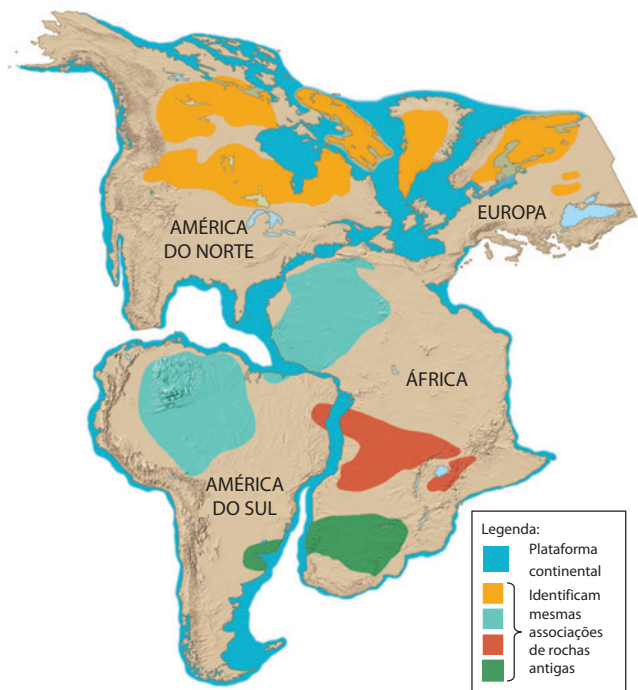 AMÉRICA
DO NORTE
EUROPA
ÁFRICA
AMÉRICA
DO SUL
Legenda:
Plataforma
continental
Identificam
mesmas
associações
de rochas
antigas